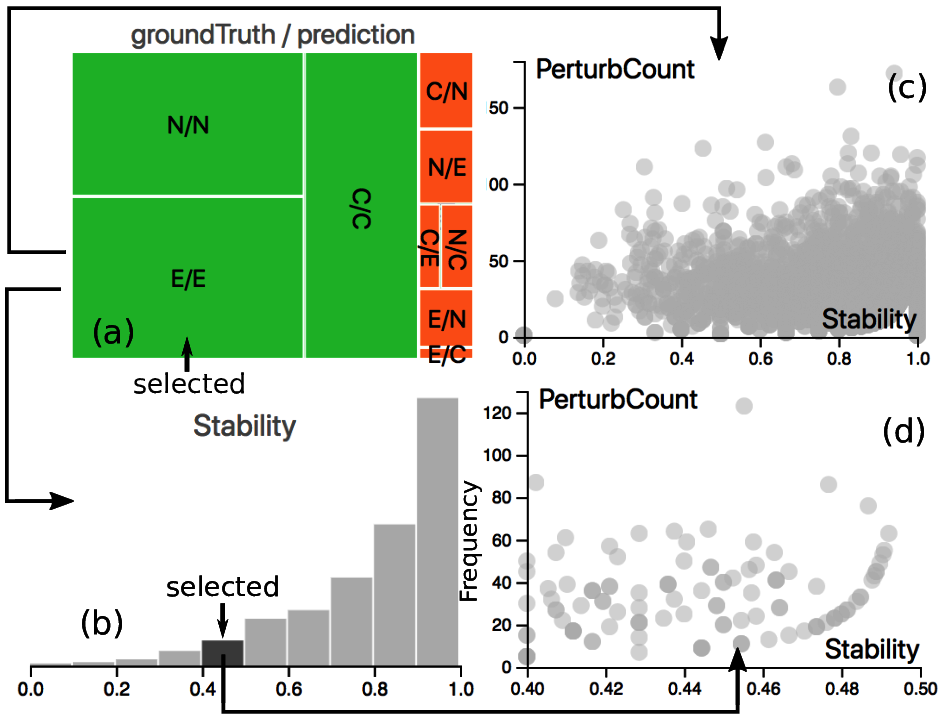 groundTruth / prediction
N/N
E/E
C/C
C/N
N/E
C/E
N/C
E/N
E/C
(a)
selected
PerturbCount
(c)
50
00
50
0
Stability
0.0 0.2 0.4 0.6 0.8 1.0
Stability
selected
(b)
0.0 0.2 0.4 0.6 0.8 1.0
PerturbCount
(d)
Frequency
120
100
80
60
40
20
0
Stability
0.40 0.42 0.44 0.46 0.48 0.50